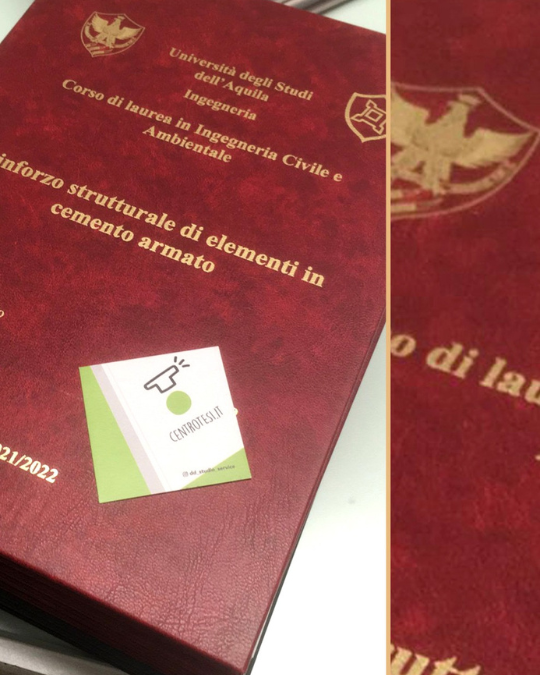 Università degli Studi
dell'Aquila
Ingegneria
Corso di laurea in Ingegneria Civile e
Ambientale
inforzo strutturale di elementi in
cemento armato
o
021/2022
CENTROTESI.IT
o di lau